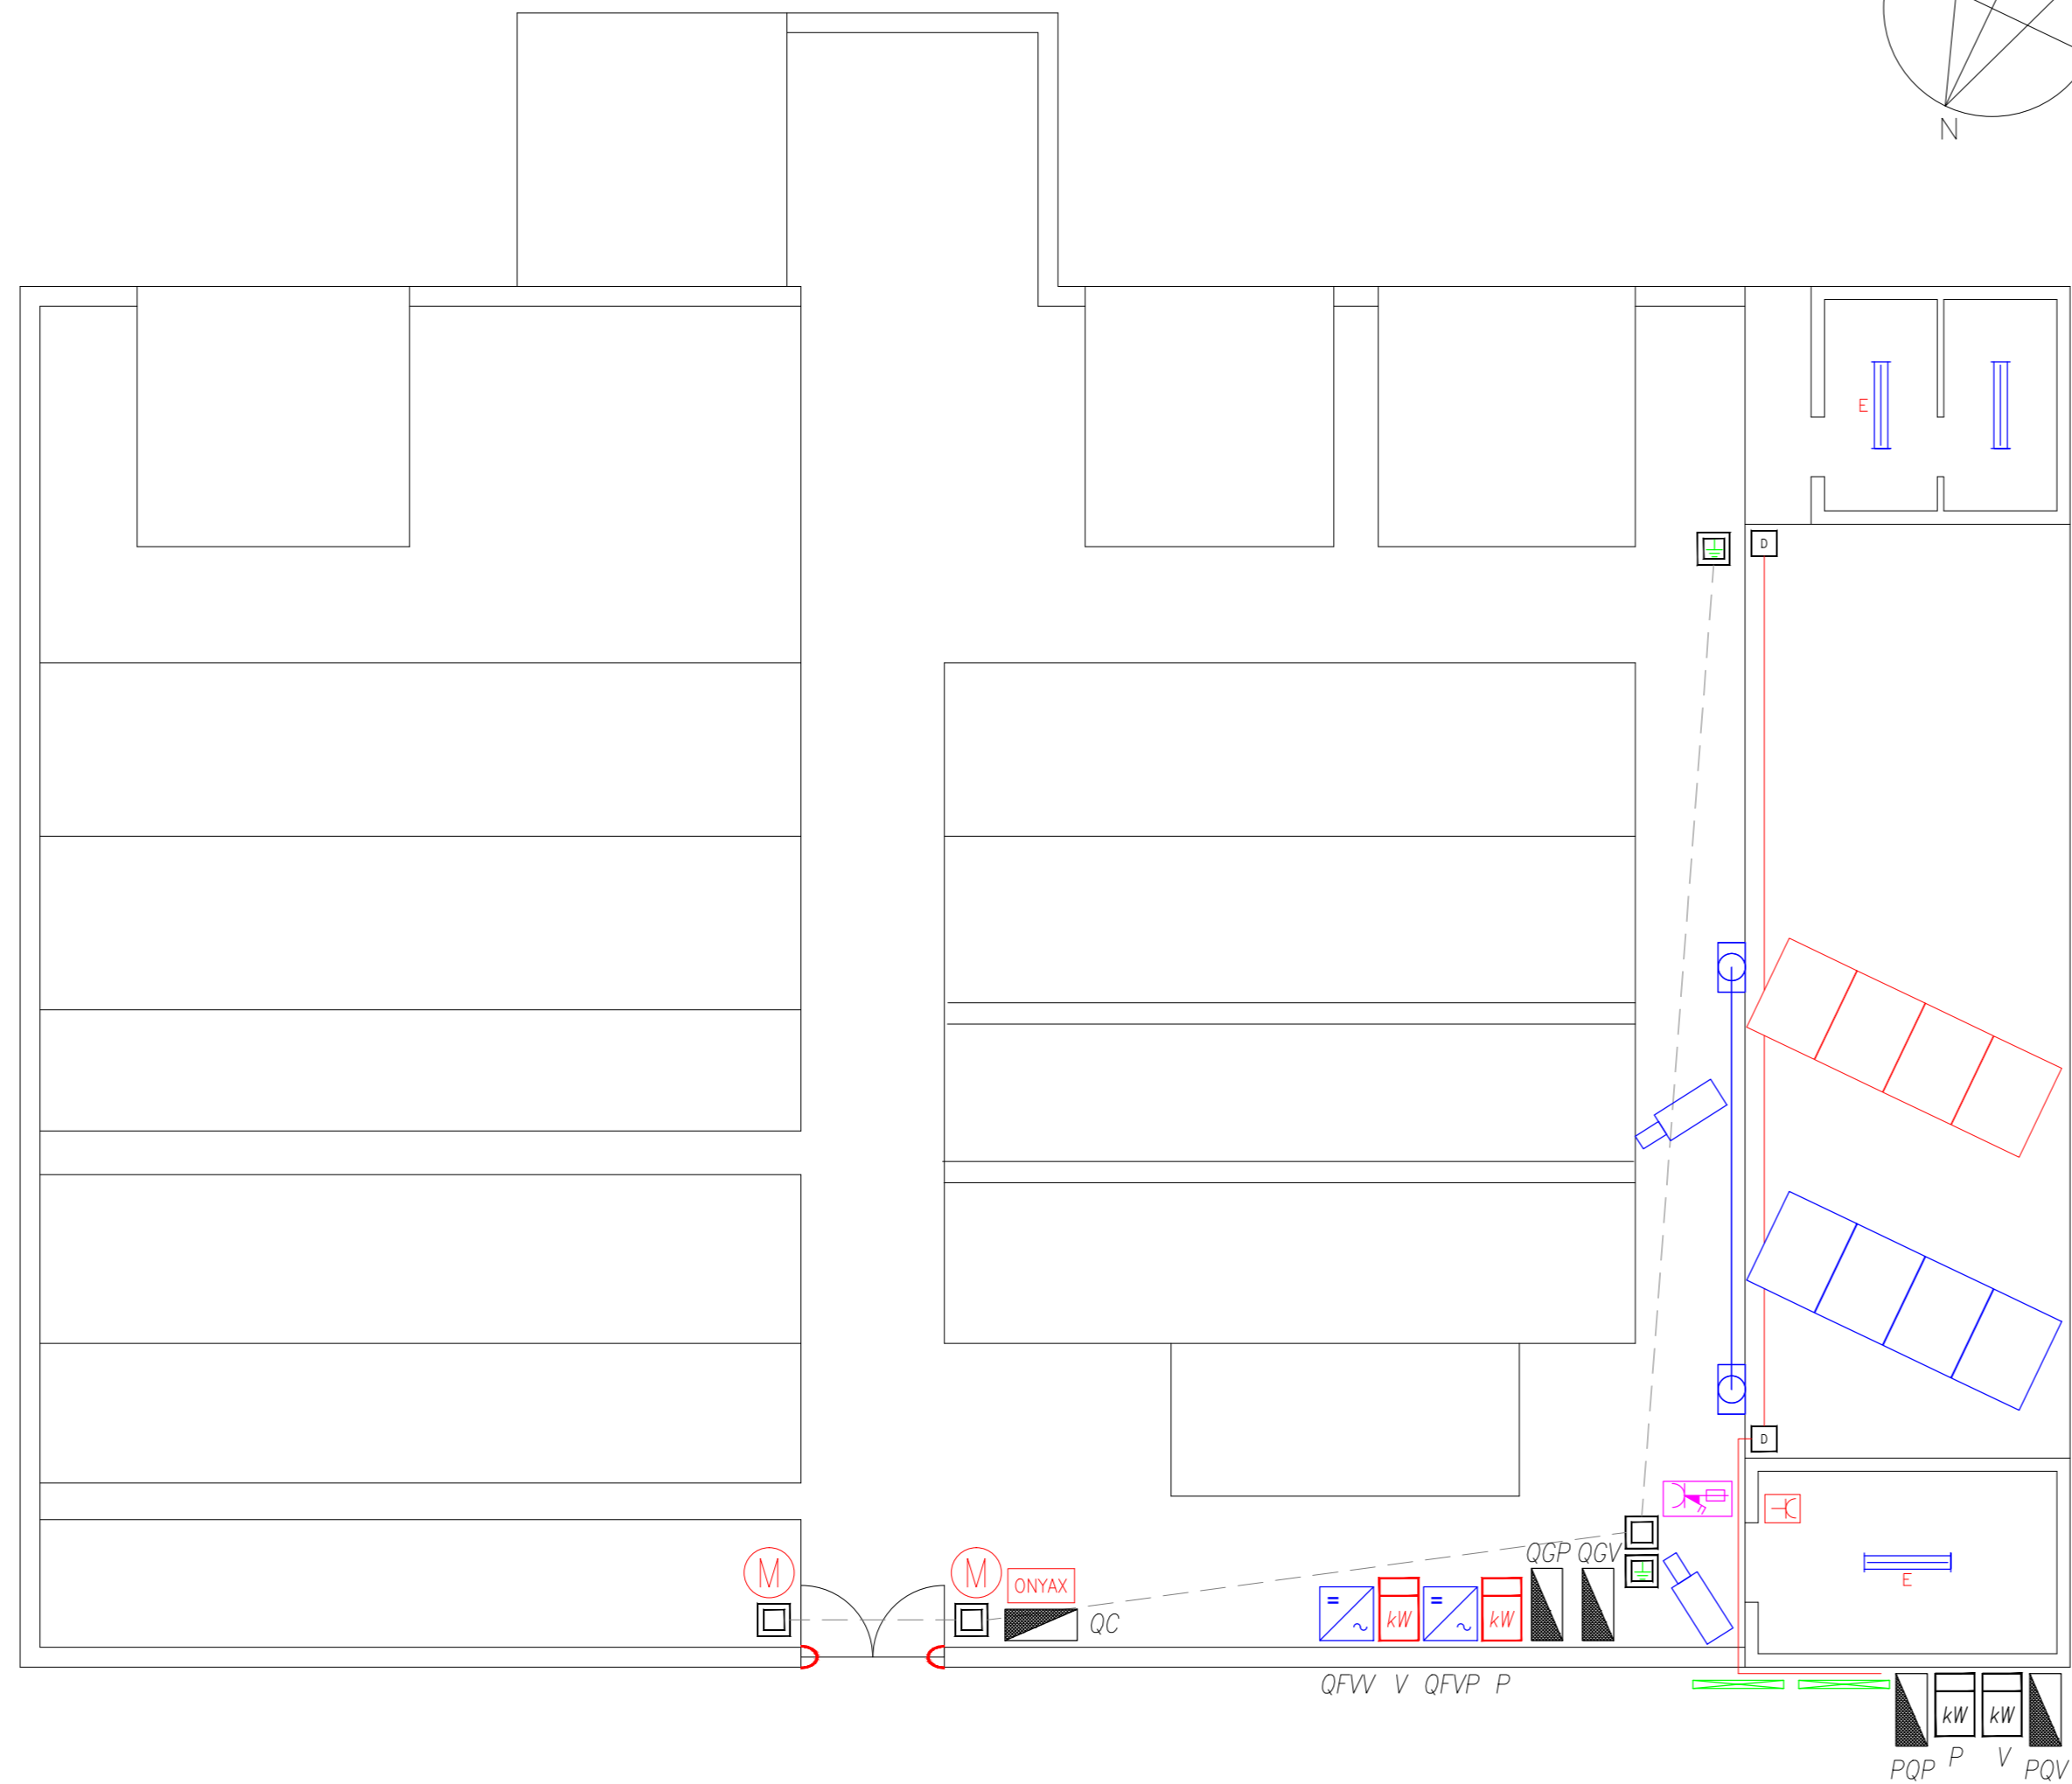 N
E
D
D
QGP QGV
M
M
ONYAX
QC
kW
kW
E
QFVV V QFVP P
kW
kW
PQP P V PQV